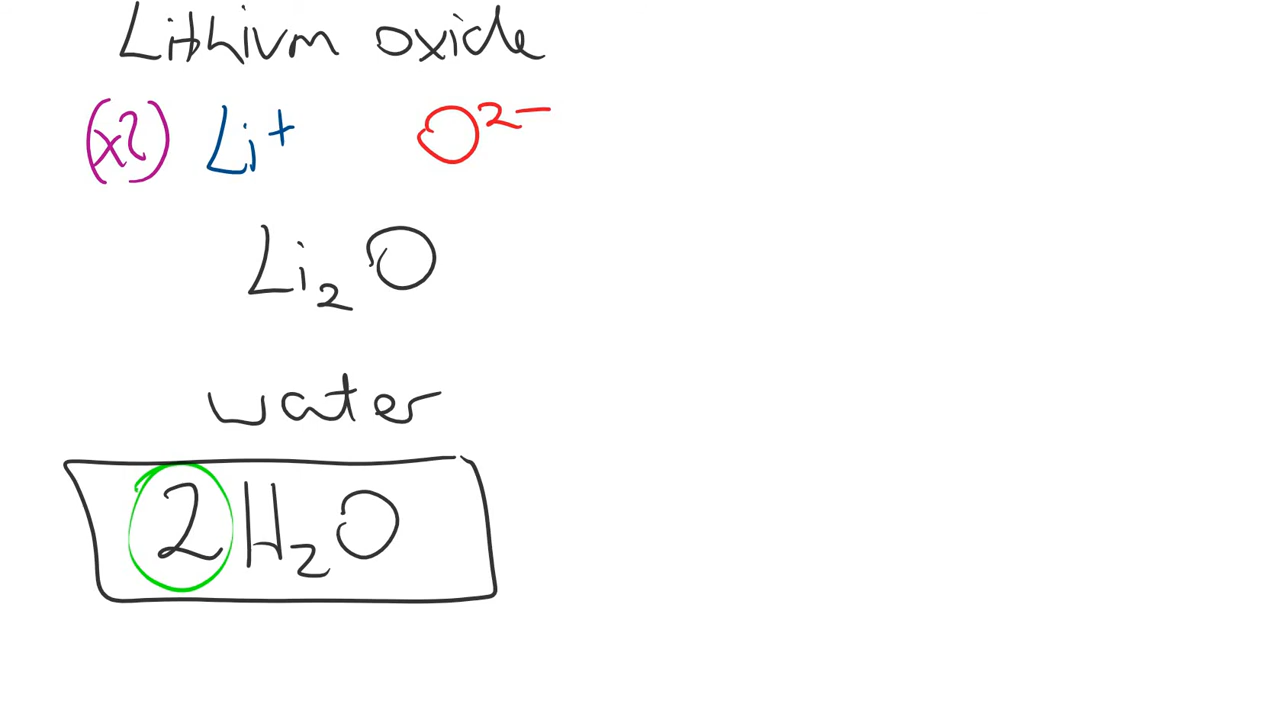 Lithium oxide
(x2) Li⁺ O²⁻
Li₂O
water
2H₂O